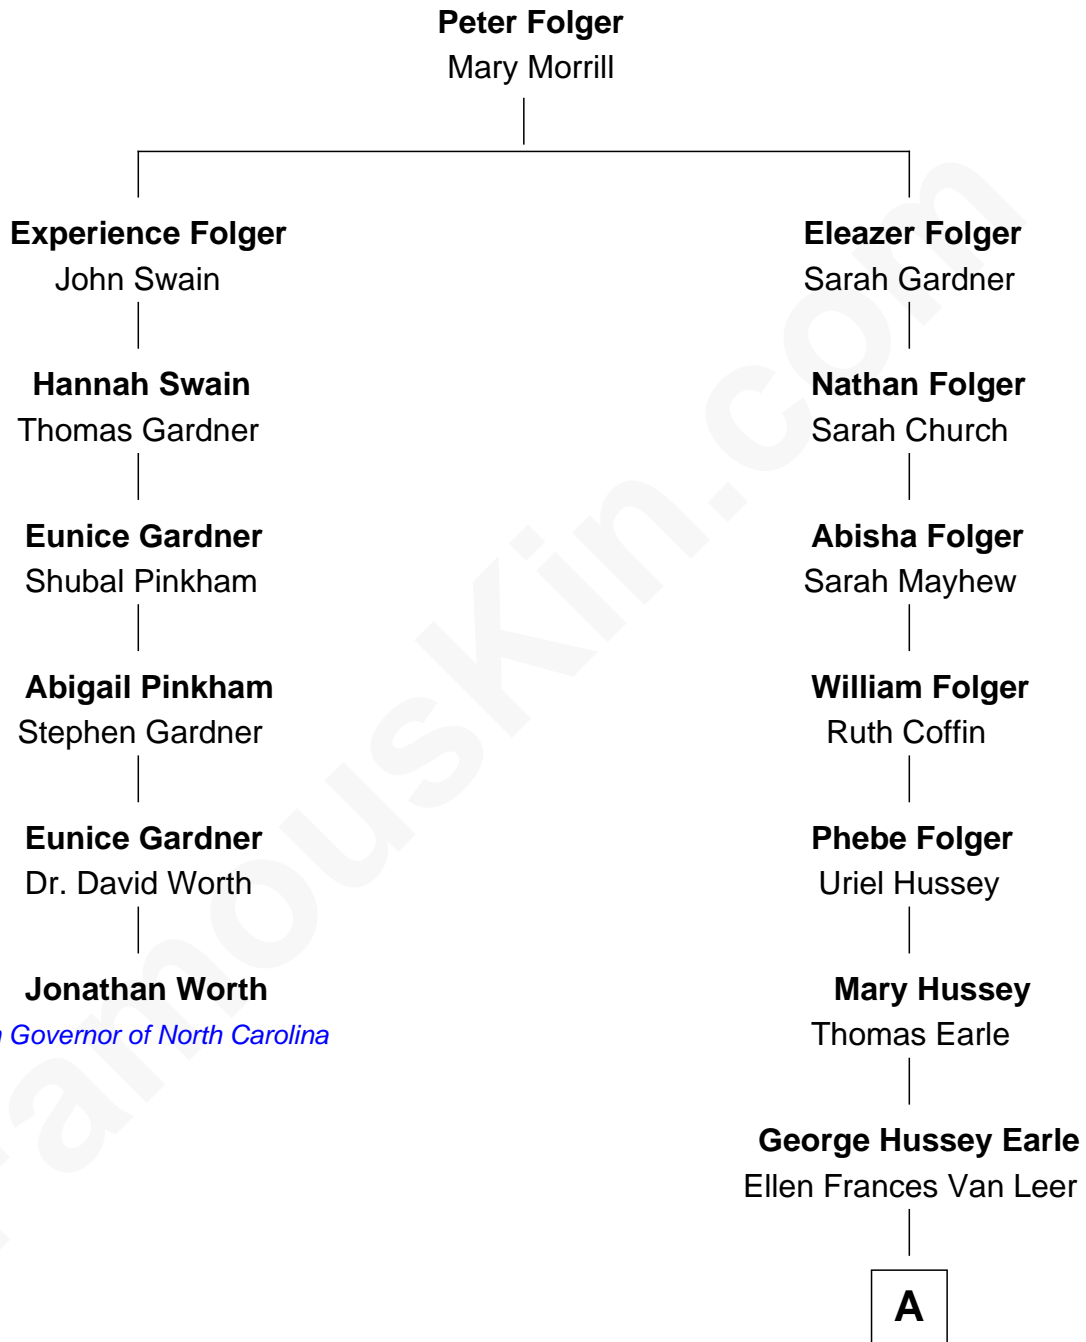 Peter Folger
Mary Morrill
Experience Folger
John Swain
Eleazer Folger
Sarah Gardner
Hannah Swain
Thomas Gardner
Nathan Folger
Sarah Church
Eunice Gardner
Shubal Pinkham
Abisha Folger
Sarah Mayhew
Abigail Pinkham
Stephen Gardner
William Folger
Ruth Coffin
Eunice Gardner
Dr. David Worth
Phebe Folger
Uriel Hussey
Jonathan Worth
Governor of North Carolina
Mary Hussey
Thomas Earle
George Hussey Earle
Ellen Frances Van Leer
A
FamousKin.com